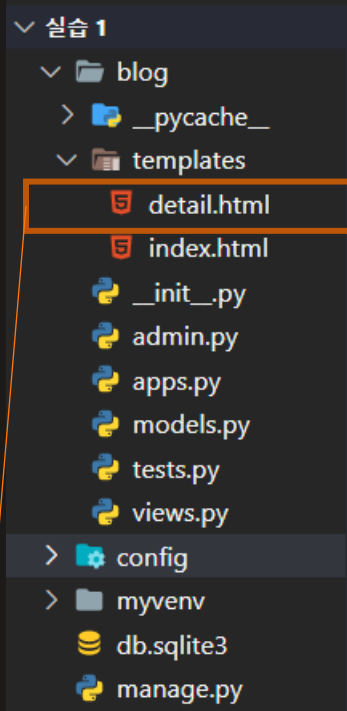 실습 1
blog
__pycache__
templates
detail.html
index.html
__init__.py
admin.py
apps.py
models.py
tests.py
views.py
config
myvenv
db.sqlite3
manage.py